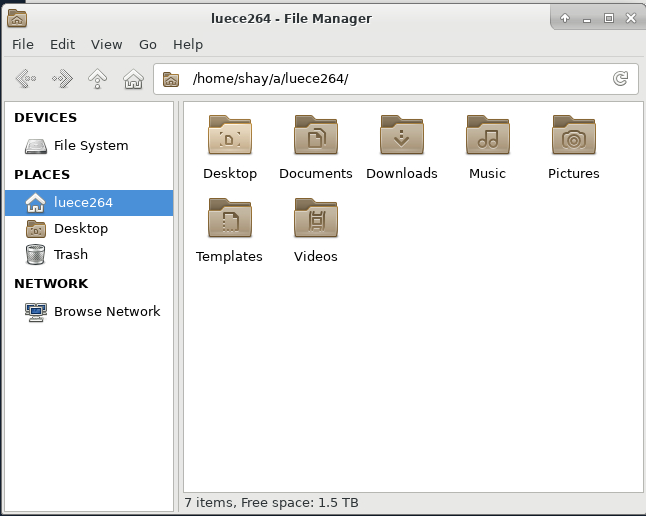 luece264 - File Manager
File Edit View Go Help
/home/shay/a/luece264/
DEVICES
File System
PLACES
luece264
Desktop
Trash
NETWORK
Browse Network
Desktop Documents Downloads Music Pictures
Templates Videos
7 items, Free space: 1.5 TB